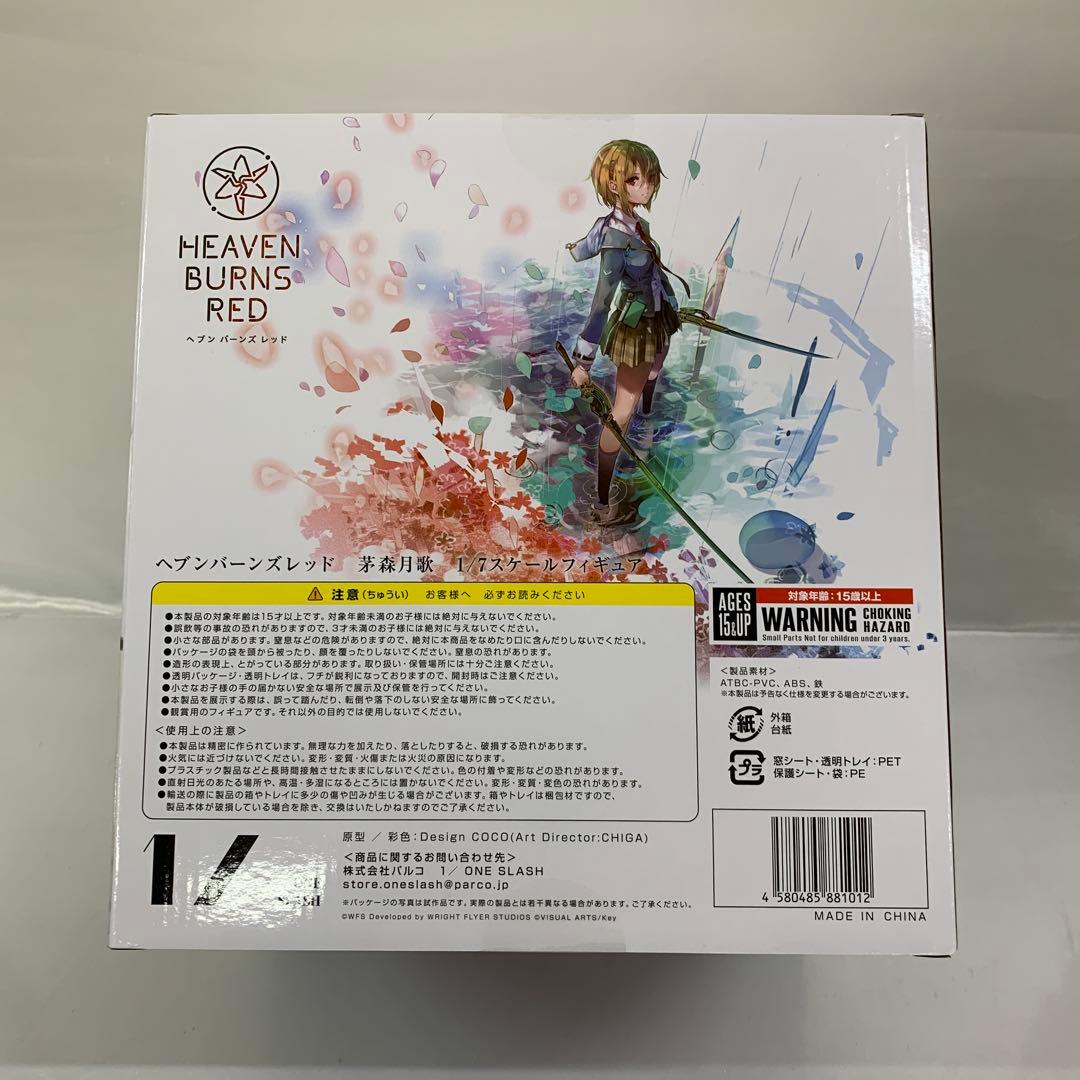 HEAVEN
BURNS
RED
ヘブン バーンズ レッド
ヘブンバーンズレッド 茅森月歌 1/7スケールフィギュア
注意(ちゅうい) お客様へ 必ずお読みください
●本製品の対象年齢は15才以上です。対象年齢未満のお子様には絶対に与えないでください。
●誤飲等の事故の恐れがありますので、3才未満のお子様には絶対に与えないでください。
●小さな部品があります。窒息などの危険がありますので、絶対に本商品をなめたり口に含んだりしないでください。
●パッケージの袋を頭から被ったり、顔を覆ったりしないでください。窒息の恐れがあります。
●造形の表現上、とがっている部分があります。取り扱い・保管場所には十分ご注意ください。
●透明パッケージ・透明トレイは、フチが鋭利になっておりますので、開封時はご注意ください。
●小さなお子様の手の届かない安全な場所で展示及び保管を行ってください。
●本製品を展示する際は、誤って踏んだり、転倒や落下のしない安全な場所に飾ってください。
●観賞用のフィギュアです。それ以外の目的では使用しないでください。
<使用上の注意>
●本製品は精密に作られています。無理な力を加えたり、落としたりすると、破損する恐れがあります。
●火気には近づけないでください。変形・変質・火傷または火災の原因になります。
●プラスチック製品などと長時間接触させたままにしないでください。色の付着や変形などの恐れがあります。
●直射日光のあたる場所や、高温・多湿になるところには置かないでください。変形・変質・変色の恐れがあります。
●輸送の際に製品の箱やトレイに多少の傷や凹みが生じる場合がございます。箱やトレイは梱包材ですので、
製品本体が破損している場合を除き、交換はいたしかねますのでご了承ください。
AGES
15&UP
対象年齢:15歳以上
WARNING CHOKING
HAZARD
Small Parts Not for children under 3 years.
<製品素材>
ATBC-PVC、ABS、鉄
※本製品は予告なく仕様を変更する場合がございます。
紙
外箱
台紙
プラ
窓シート・透明トレイ:PET
保護シート・袋:PE
1/
ONE
SLASH
原型 / 彩色:Design COCO(Art Director:CHIGA)
<商品に関するお問い合わせ先>
株式会社パルコ 1/ ONE SLASH
store.oneslash@parco.jp
※パッケージの写真は試作品です。実際の製品とは若干異なる場合があります。ご了承ください。
©WFS Developed by WRIGHT FLYER STUDIOS ©VISUAL ARTS/Key
4 580485 881012
MADE IN CHINA